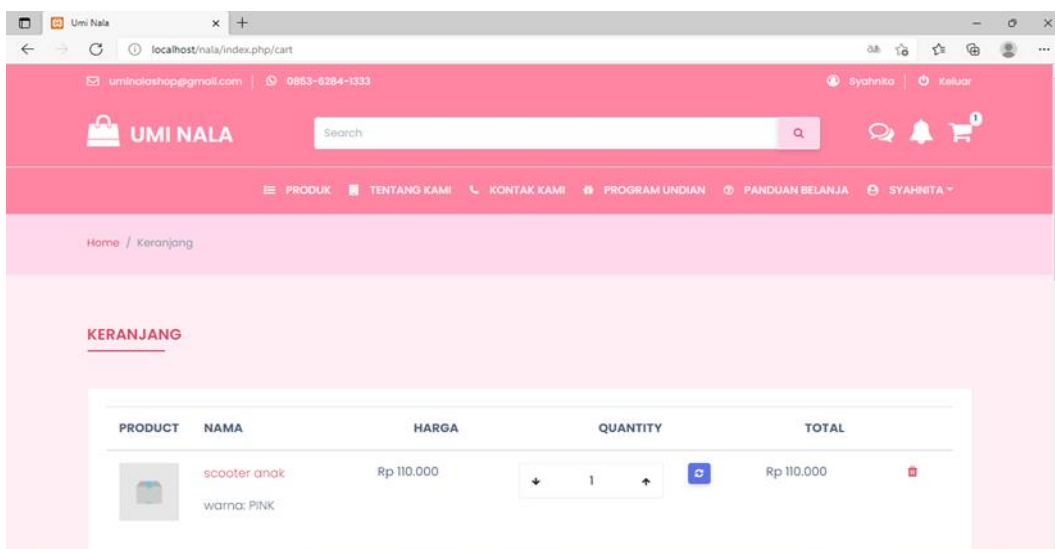 Umi Nala
localhost/nala/index.php/cart
uminalashop@gmail.com | 0853-6284-1333 Syahnita | Keluar
UMI NALA Search 1
PRODUK TENTANG KAMI KONTAK KAMI PROGRAM UNDIAN PANDUAN BELANJA SYAHNITA
Home / Keranjang
KERANJANG
PRODUCT NAMA HARGA QUANTITY TOTAL
scooter anak Rp 110.000 1 Rp 110.000
warna: PINK